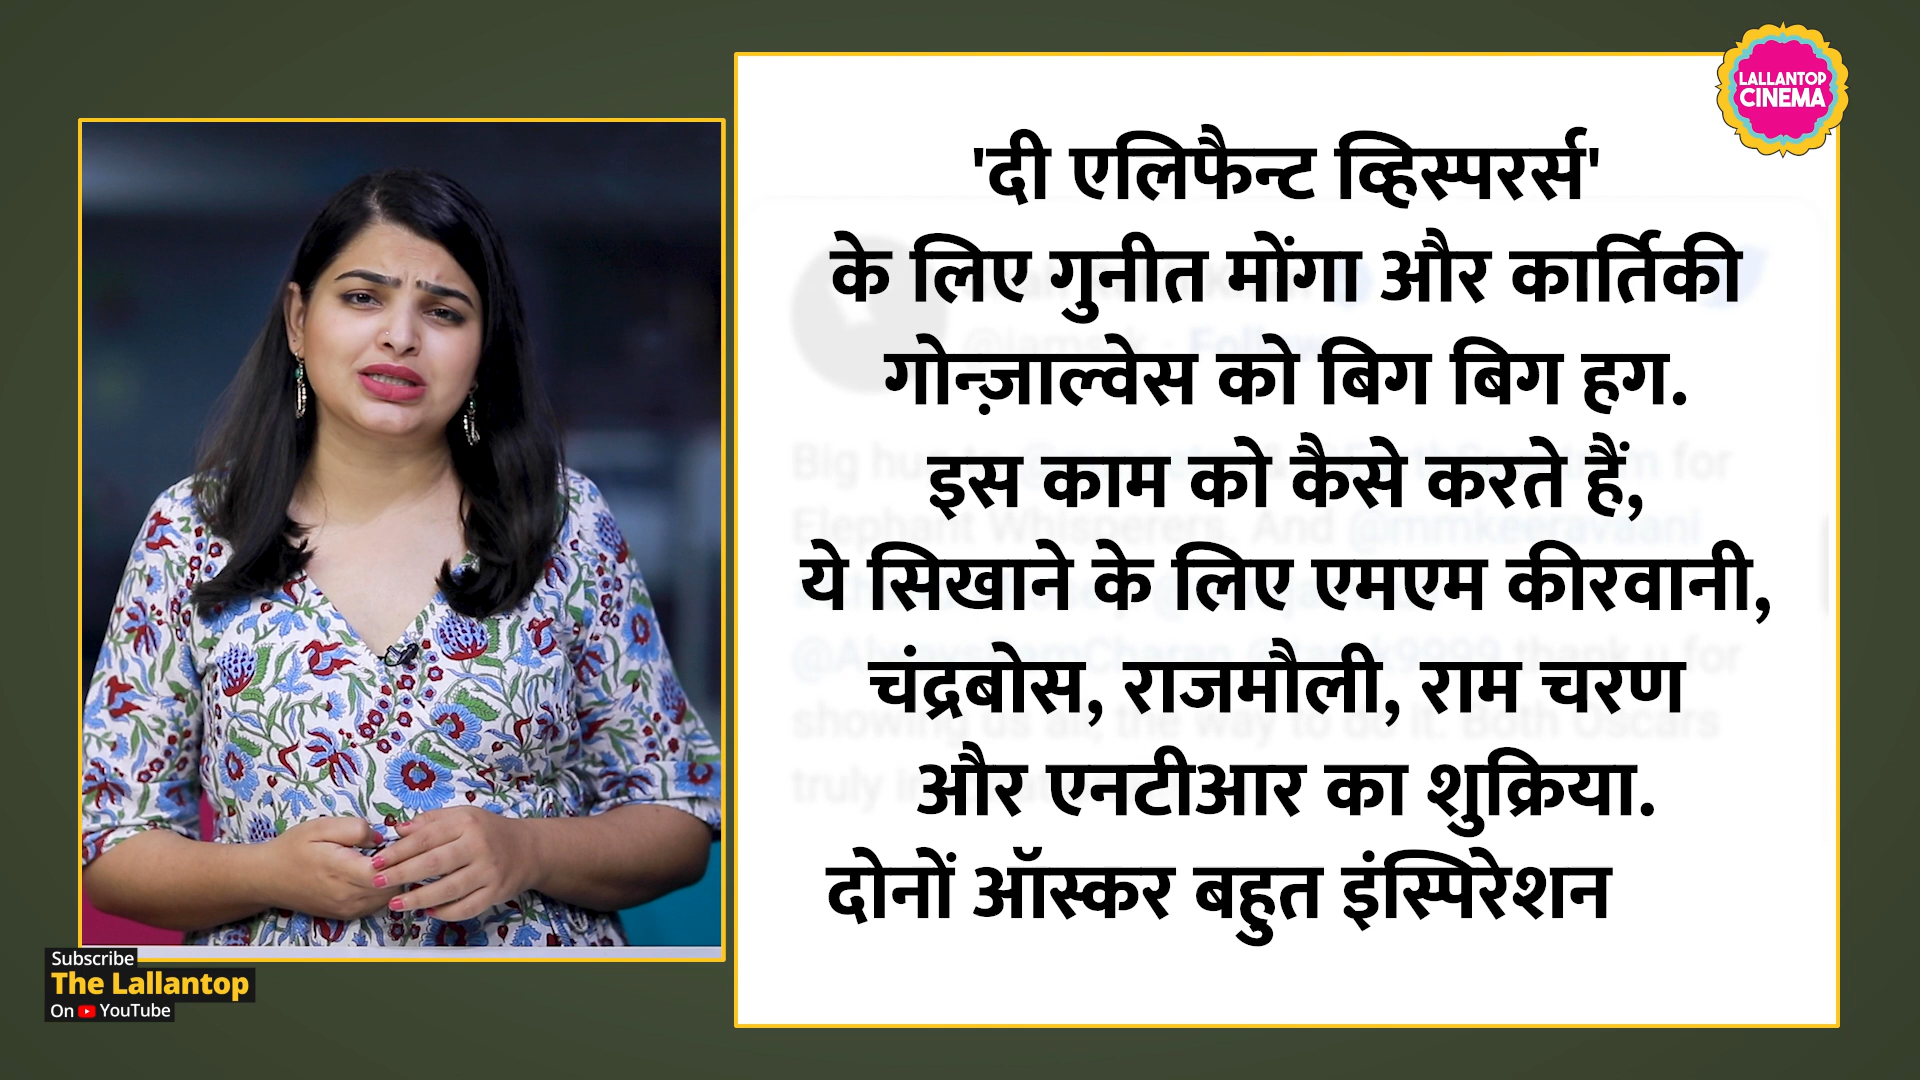 LALLANTOP
CINEMA
'दी एलिफैन्ट व्हिस्परर्स'
के लिए गुनीत मोंगा और कार्तिकी
गोन्ज़ाल्वेस को बिग बिग हग.
इस काम को कैसे करते हैं,
ये सिखाने के लिए एमएम कीरवानी,
चंद्रबोस, राजमौली, राम चरण
और एनटीआर का शुक्रिया.
दोनों ऑस्कर बहुत इंस्पिरेशन
Subscribe
The Lallantop
On YouTube